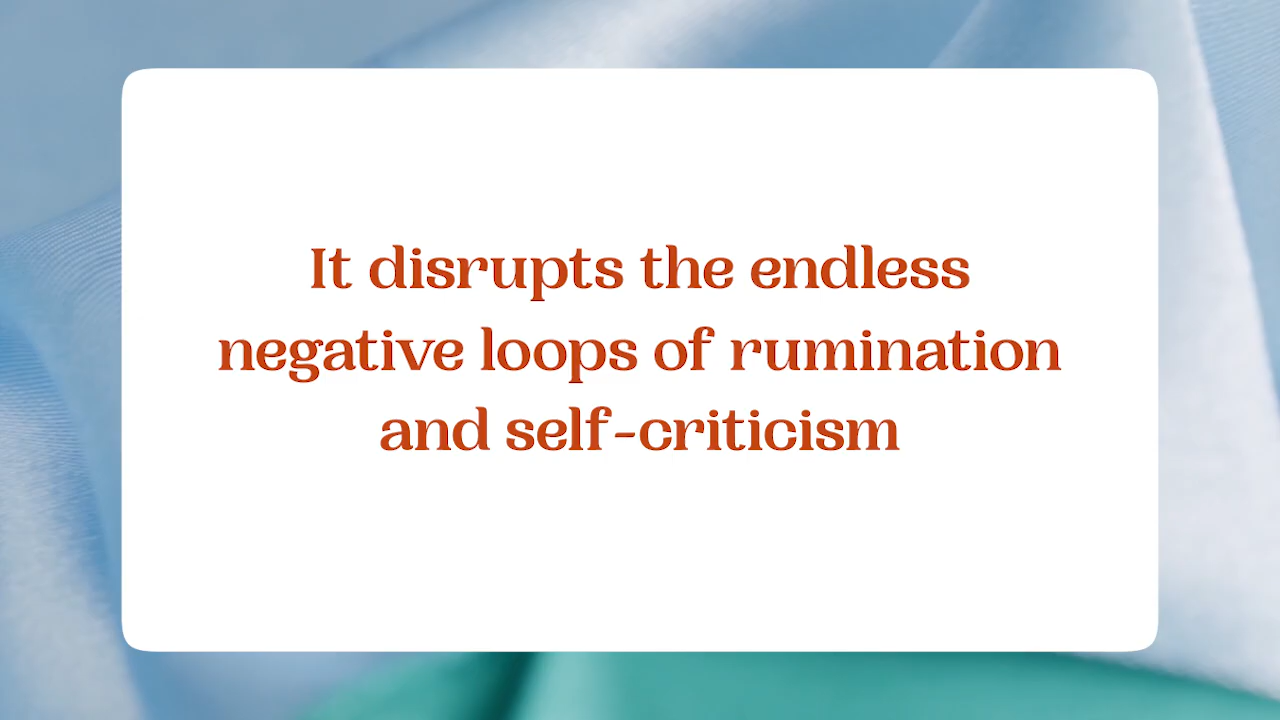 It disrupts the endless
negative loops of rumination
and self-criticism